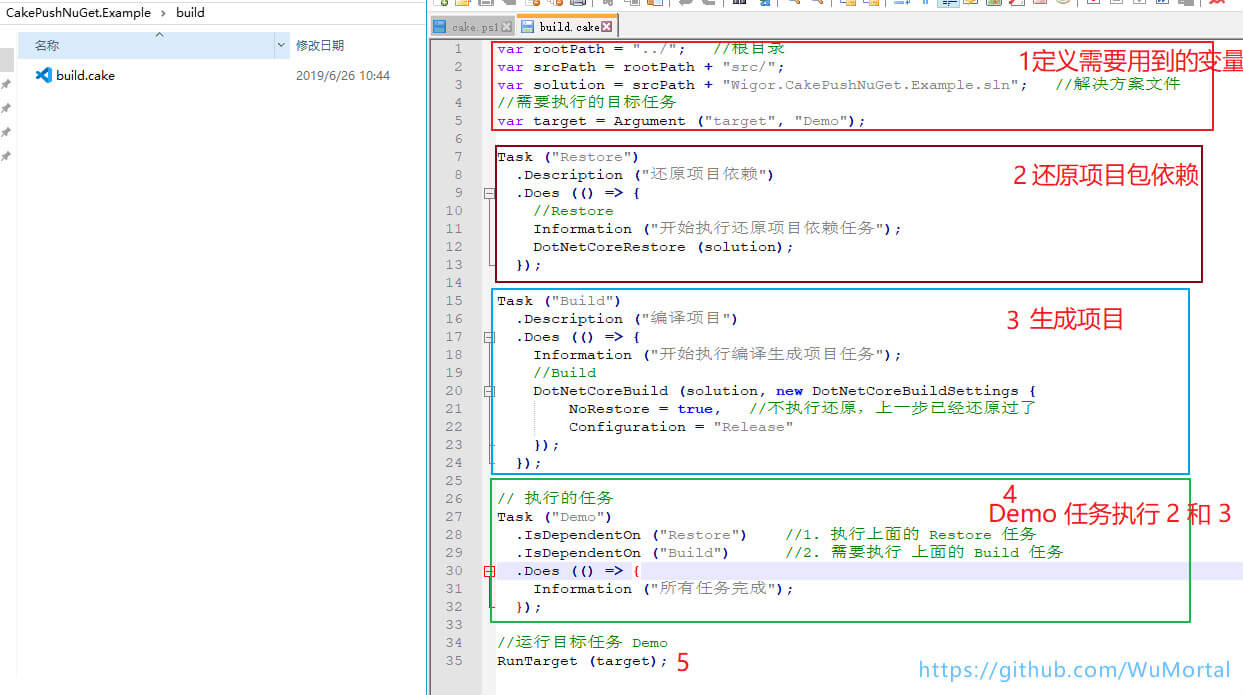 CakePushNuGet.Example › build
名称
修改日期
build.cake
2019/6/26 10:44
cake.ps1
build.cake
1 var rootPath = "../";   //根目录
2 var srcPath = rootPath + "src/";
3 var solution = srcPath + "Wigor.CakePushNuGet.Example.sln";   //解决方案文件
4 //需要执行的目标任务
5 var target = Argument ("target", "Demo");
1定义需要用到的变量
6
7 Task ("Restore")
8   .Description ("还原项目依赖")
9   .Does (() => {
10     //Restore
11     Information ("开始执行还原项目依赖任务");
12     DotNetCoreRestore (solution);
13   });
2 还原项目包依赖
14
15 Task ("Build")
16   .Description ("编译项目")
17   .Does (() => {
18     Information ("开始执行编译生成项目任务");
19     //Build
20     DotNetCoreBuild (solution, new DotNetCoreBuildSettings {
21         NoRestore = true,   //不执行还原，上一步已经还原过了
22         Configuration = "Release"
23     });
24   });
3 生成项目
25
26 // 执行的任务
27 Task ("Demo")
28   .IsDependentOn ("Restore")    //1. 执行上面的 Restore 任务
29   .IsDependentOn ("Build")      //2. 需要执行 上面的 Build 任务
30   .Does (() => {
31     Information ("所有任务完成");
32   });
4
Demo 任务执行 2 和 3
33
34 //运行目标任务 Demo
35 RunTarget (target);
5
https://github.com/WuMortal